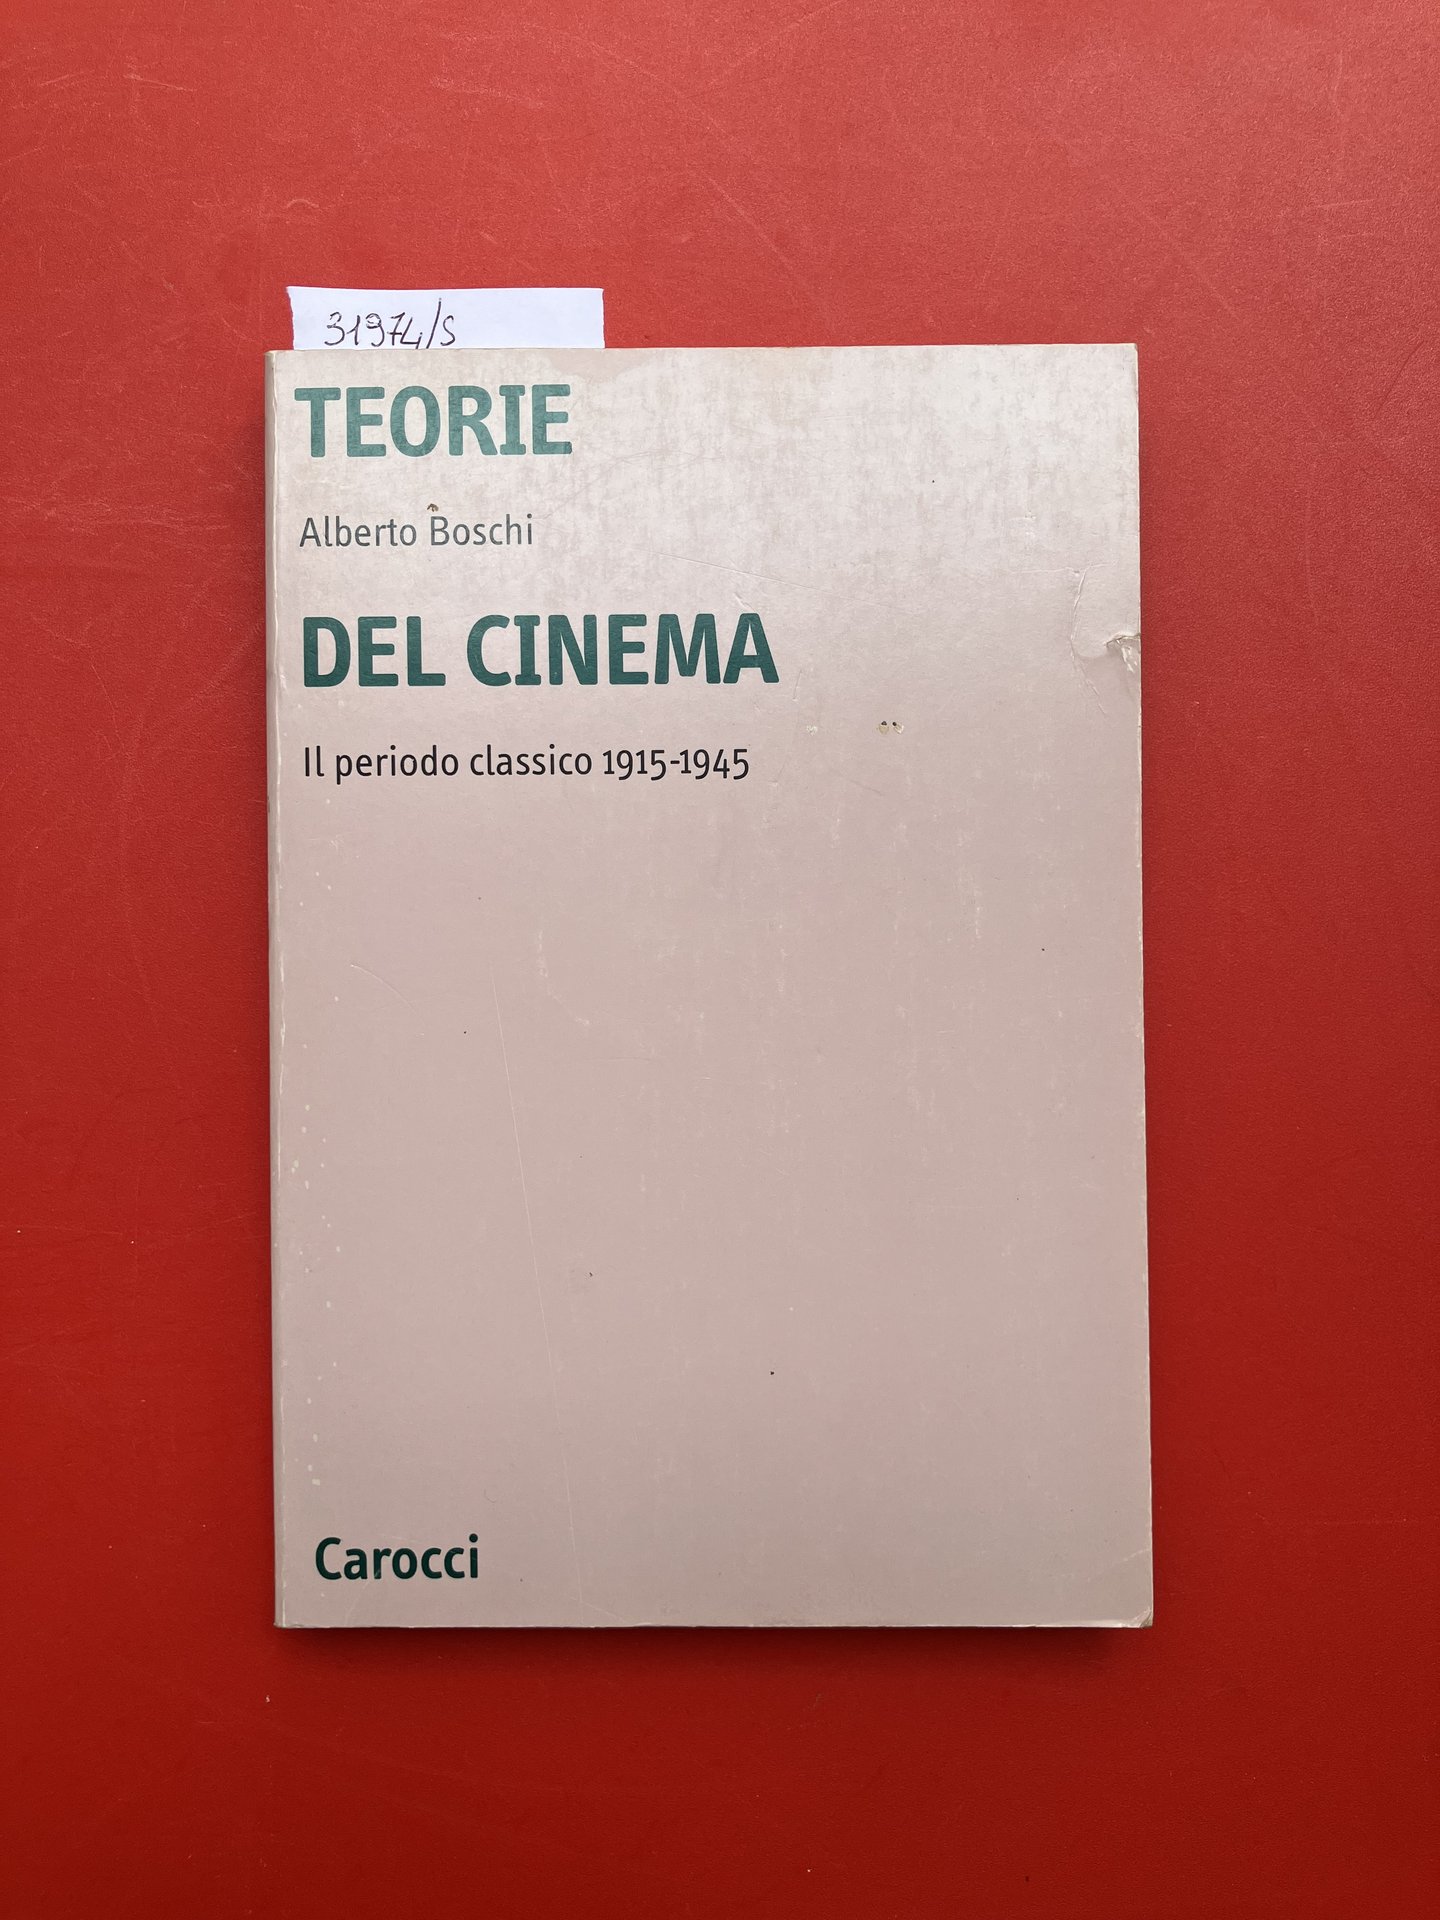 31974/S
TEORIE
Alberto Boschi
DEL CINEMA
Il periodo classico 1915-1945
Carocci